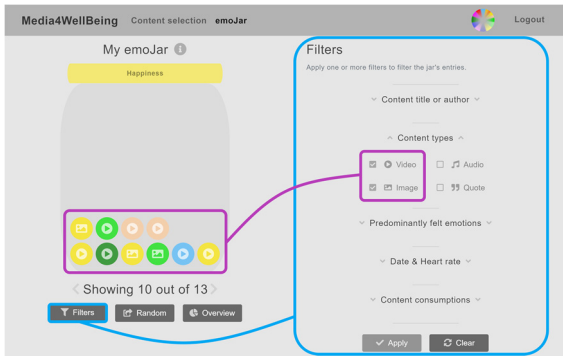 Media4WellBeing Content selection emoJar Logout
My emoJar
Happiness
Showing 10 out of 13
Filters Random Overview
Filters
Apply one or more filters to filter the jar's entries.
Content title or author
Content types
Video Audio
Image Quote
Predominantly felt emotions
Date & Heart rate
Content consumptions
Apply Clear